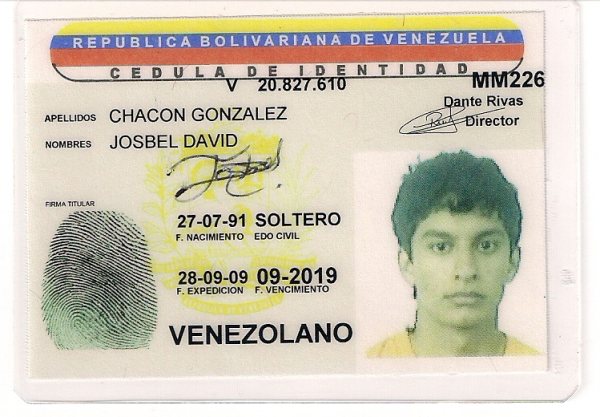 REPUBLICA BOLIVARIANA DE VENEZUELA
CEDULA DE IDENTIDAD
V 20.827.610
MM226
Dante Rivas
Director
APELLIDOS CHACON GONZALEZ
NOMBRES JOSBEL DAVID
FIRMA TITULAR
27-07-91 SOLTERO
F. NACIMIENTO EDO CIVIL
28-09-09 09-2019
F. EXPEDICION F. VENCIMIENTO
VENEZOLANO